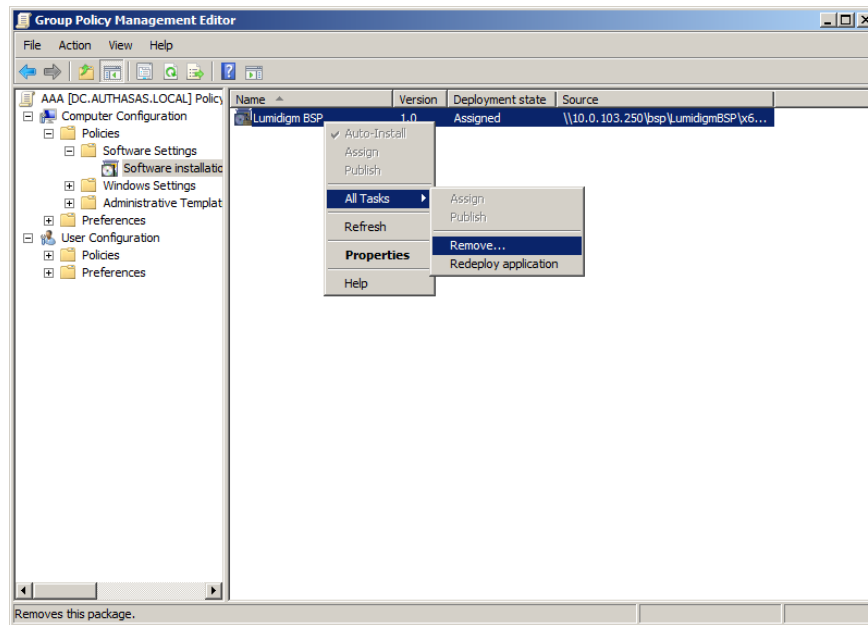 Group Policy Management Editor
File Action View Help
AAA [DC.AUTHASAS.LOCAL] Policy
Computer Configuration
Policies
Software Settings
Software installatic
Windows Settings
Administrative Templat
Preferences
User Configuration
Policies
Preferences
Name Version Deployment state Source
Lumidigm BSP 1.0 Assigned \\10.0.103.250\bsp\LumidigmBSP\x6...
Auto-Install
Assign
Publish
All Tasks
Refresh
Properties
Help
Assign
Publish
Remove...
Redeploy application
Removes this package.